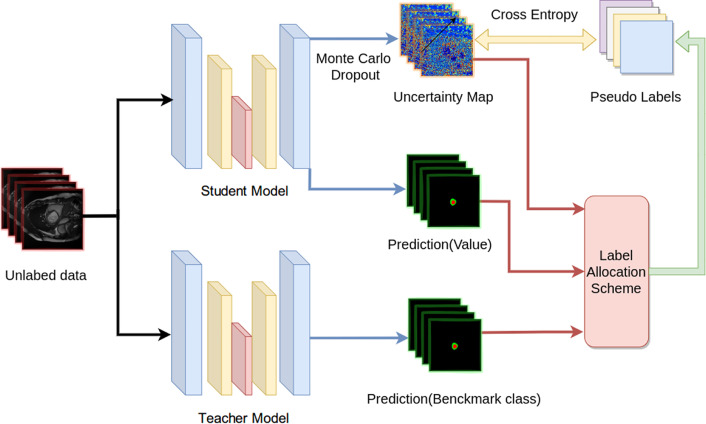 Cross Entropy
Monte Carlo
Dropout
Uncertainty Map
Pseudo Labels
Student Model
Prediction(Value)
Unlabed data
Label
Allocation
Scheme
Prediction(Benckmark class)
Teacher Model